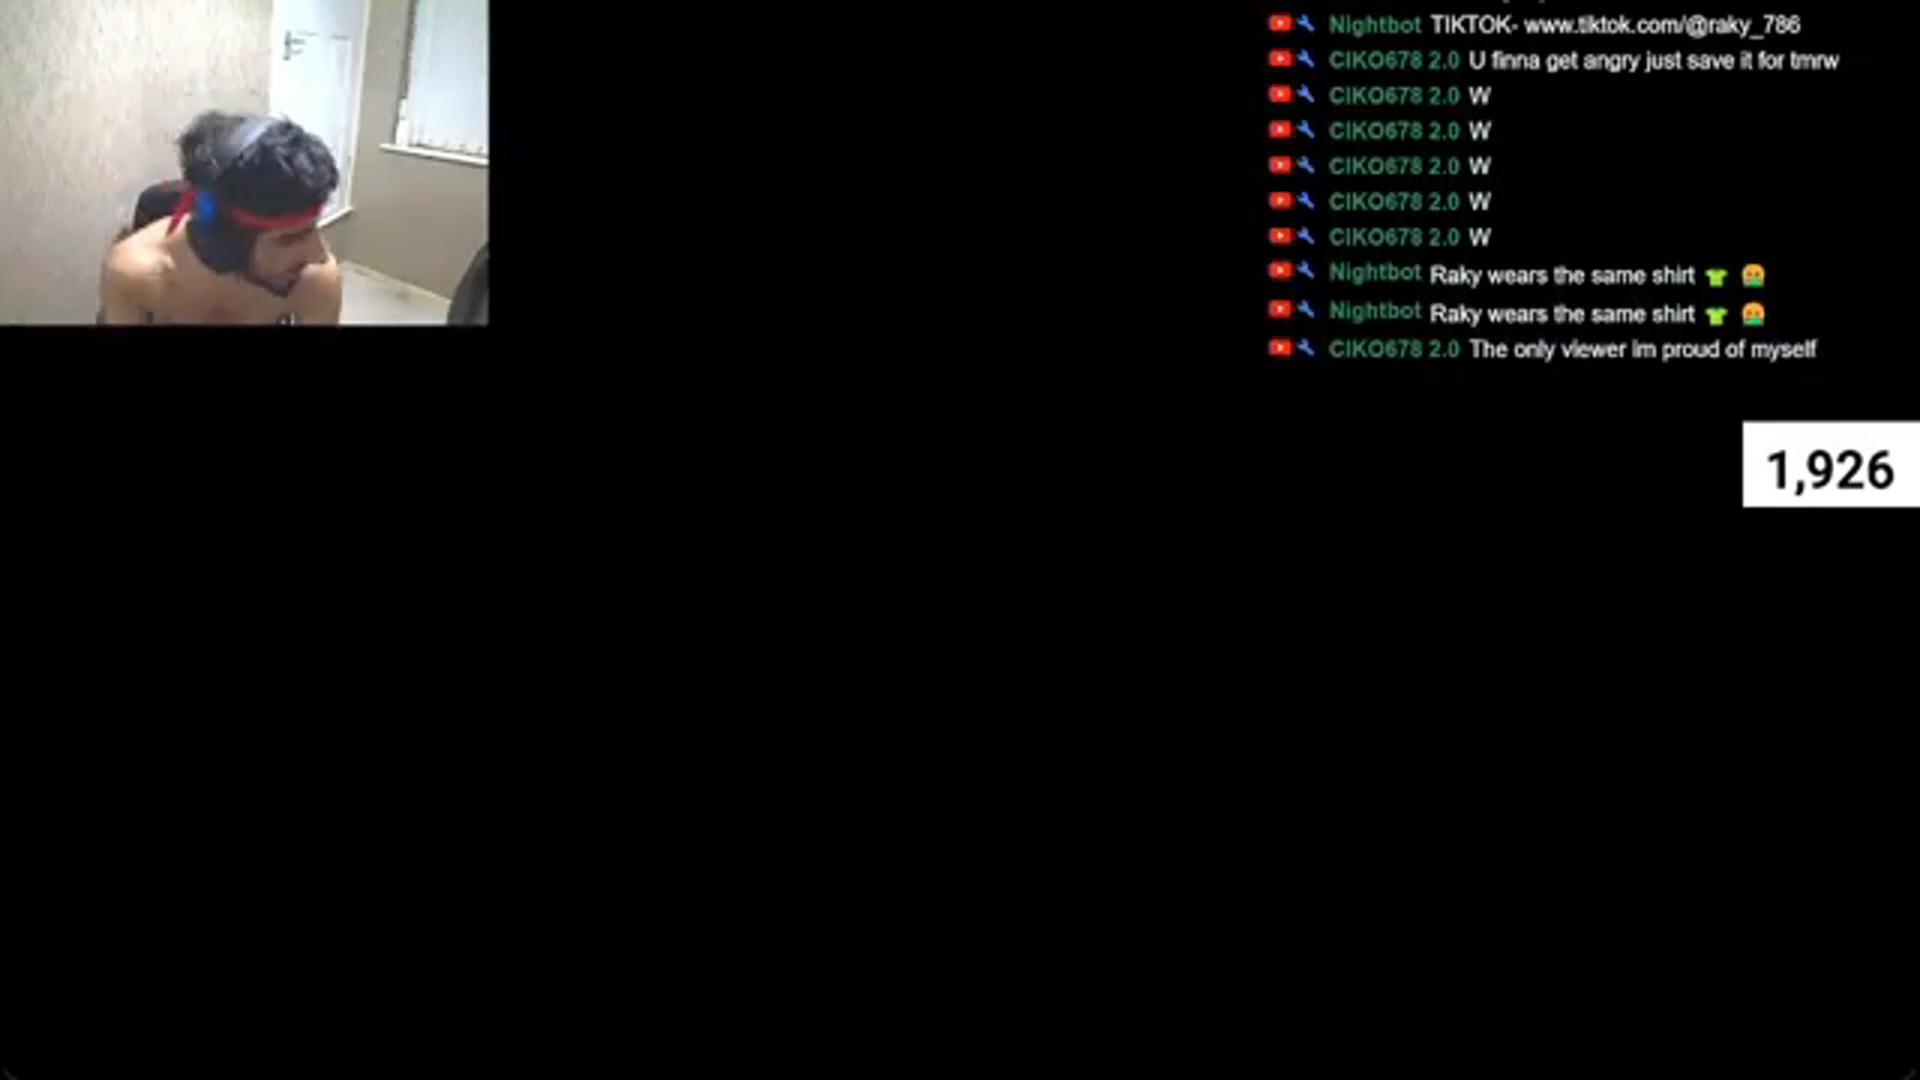 Nightbot TIKTOK- www.tiktok.com/@raky_786
CIKO678 2.0 U finna get angry just save it for tmrw
CIKO678 2.0 W
CIKO678 2.0 W
CIKO678 2.0 W
CIKO678 2.0 W
CIKO678 2.0 W
Nightbot Raky wears the same shirt
Nightbot Raky wears the same shirt
CIKO678 2.0 The only viewer Im proud of myself
1,926